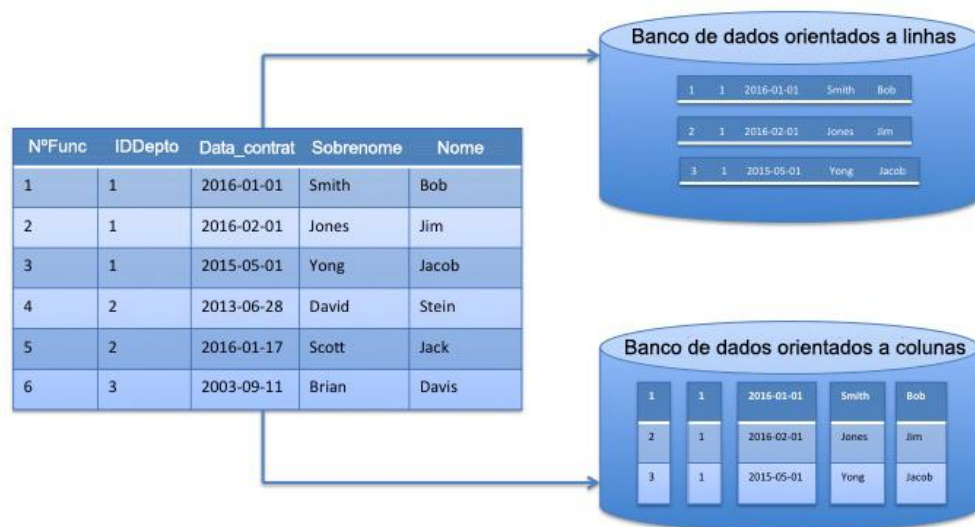 Banco de dados orientados a linhas
1 1 2016-01-01 Smith Bob
2 1 2016-02-01 Jones Jim
3 1 2015-05-01 Yong Jacob
NºFunc IDDepto Data_contrat Sobrenome Nome
1 1 2016-01-01 Smith Bob
2 1 2016-02-01 Jones Jim
3 1 2015-05-01 Yong Jacob
4 2 2013-06-28 David Stein
5 2 2016-01-17 Scott Jack
6 3 2003-09-11 Brian Davis
Banco de dados orientados a colunas
1 1 2016-01-01 Smith Bob
2 1 2016-02-01 Jones Jim
3 1 2015-05-01 Yong Jacob